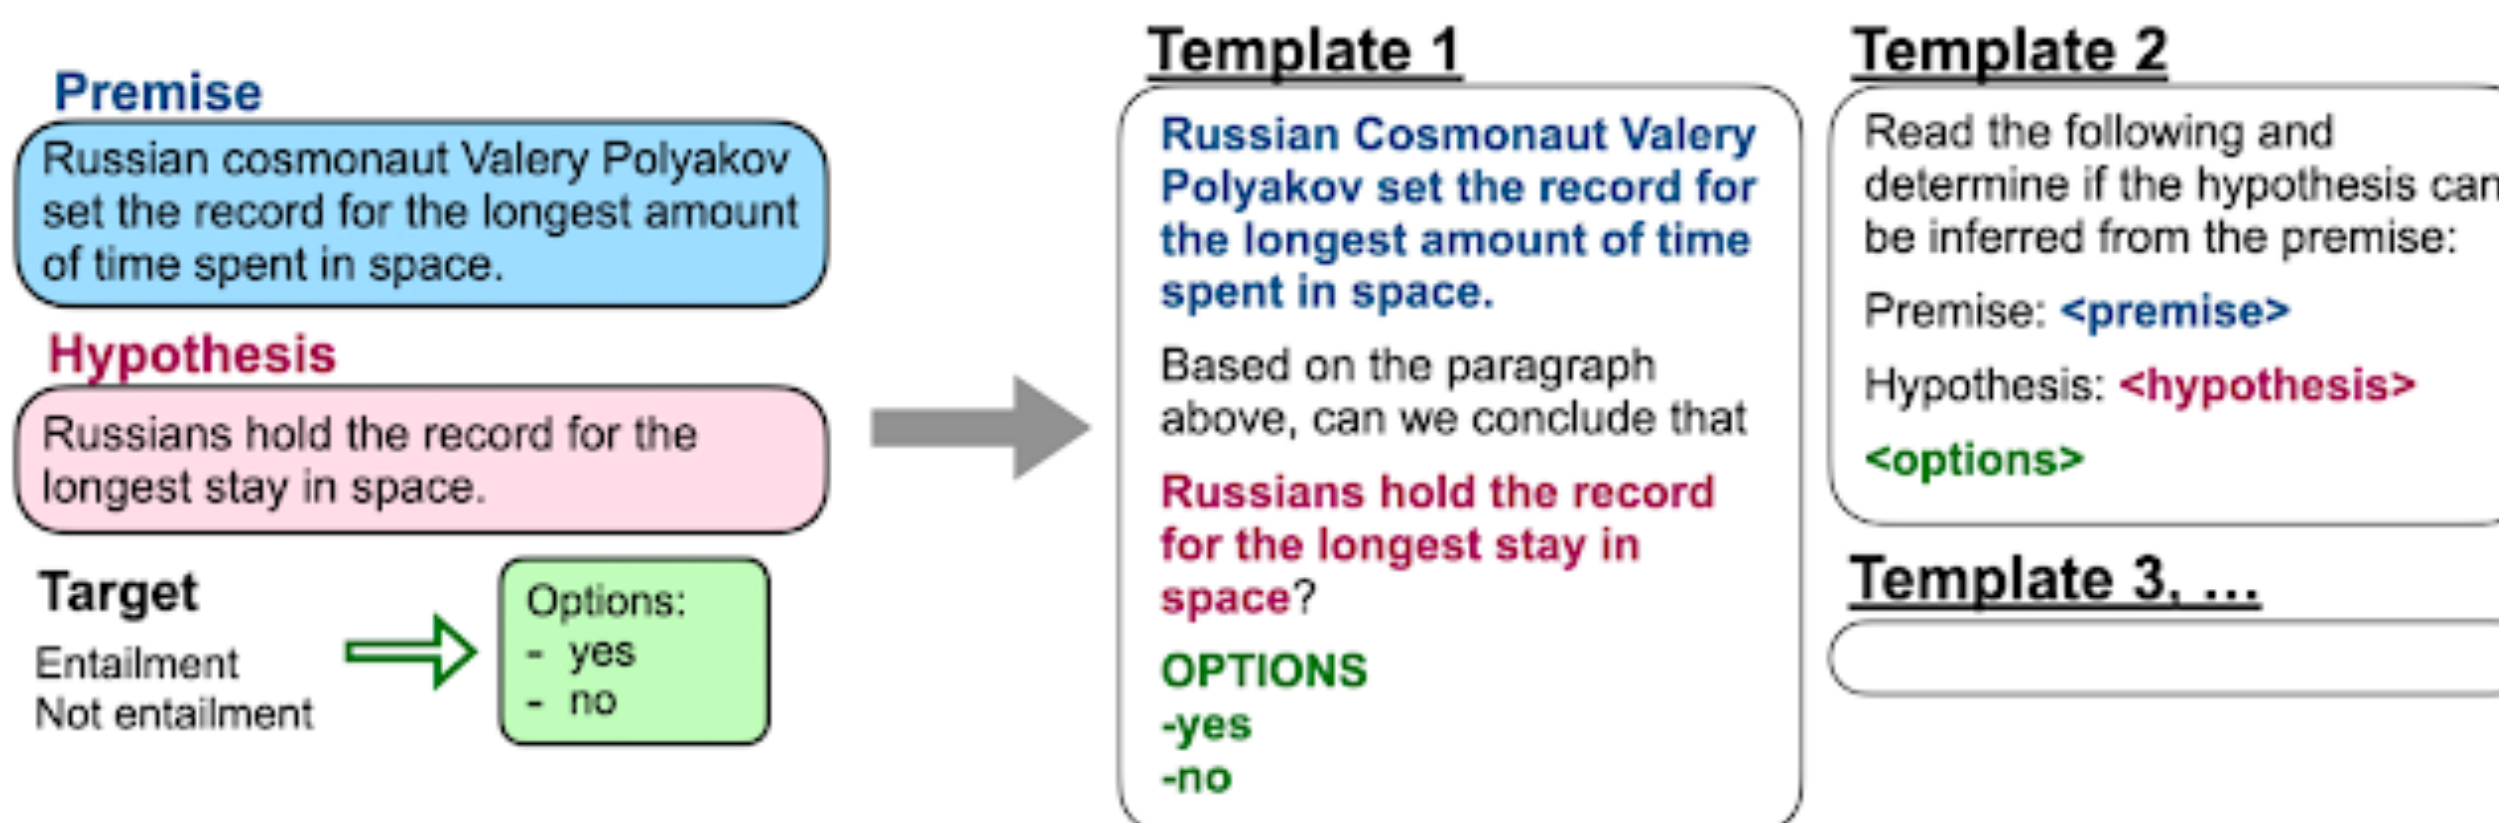 Premise
Russian cosmonaut Valery Polyakov
set the record for the longest amount
of time spent in space.
Hypothesis
Russians hold the record for the
longest stay in space.
Target
Entailment
Not entailment
Options:
- yes
- no
Template 1
Russian Cosmonaut Valery
Polyakov set the record for
the longest amount of time
spent in space.
Based on the paragraph
above, can we conclude that
Russians hold the record
for the longest stay in
space?
OPTIONS
-yes
-no
Template 2
Read the following and
determine if the hypothesis can
be inferred from the premise:
Premise: <premise>
Hypothesis: <hypothesis>
<options>
Template 3, ...